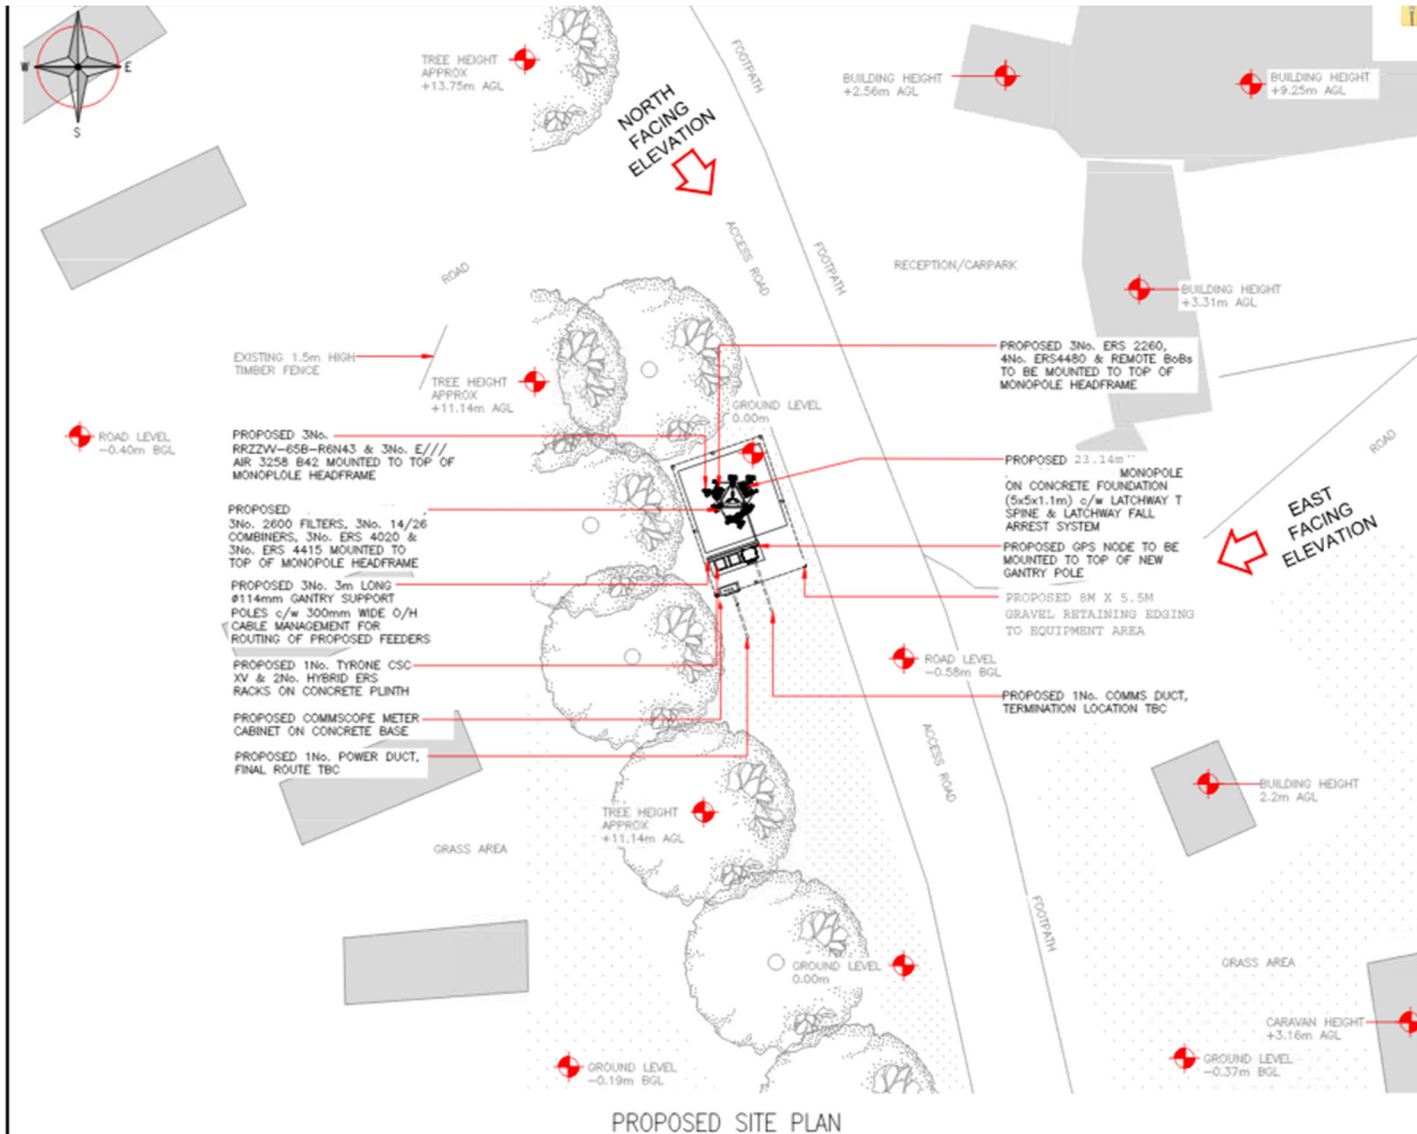 W
E
S
TREE HEIGHT
APPROX
+13.75m AGL
NORTH
FACING
ELEVATION
FOOTPATH
BUILDING HEIGHT
+2.56m AGL
BUILDING HEIGHT
+9.25m AGL
ROAD
ACCESS ROAD
FOOTPATH
RECEPTION/CARPARK
BUILDING HEIGHT
+3.31m AGL
EXISTING 1.5m HIGH
TIMBER FENCE
TREE HEIGHT
APPROX
+11.14m AGL
GROUND LEVEL
0.00m
PROPOSED 3No. ERS 2260,
4No. ERS4480 & REMOTE BoBs
TO BE MOUNTED TO TOP OF
MONOPOLE HEADFRAME
ROAD LEVEL
-0.40m BGL
PROPOSED 3No.
RRZZVV-65B-R6N43 & 3No. E///
AIR 3258 B42 MOUNTED TO TOP OF
MONOPLOLE HEADFRAME
PROPOSED 23.14m
MONOPOLE
ON CONCRETE FOUNDATION
(5x5x1.1m) c/w LATCHWAY T
SPINE & LATCHWAY FALL
ARREST SYSTEM
ROAD
EAST
FACING
ELEVATION
PROPOSED
3No. 2600 FILTERS, 3No. 14/26
COMBINERS, 3No. ERS 4020 &
3No. ERS 4415 MOUNTED TO
TOP OF MONOPOLE HEADFRAME
PROPOSED GPS NODE TO BE
MOUNTED TO TOP OF NEW
GANTRY POLE
PROPOSED 3No. 3m LONG
Ø114mm GANTRY SUPPORT
POLES c/w 300mm WIDE O/H
CABLE MANAGEMENT FOR
ROUTING OF PROPOSED FEEDERS
PROPOSED 8M X 5.5M
GRAVEL RETAINING EDGING
TO EQUIPMENT AREA
PROPOSED 1No. TYRONE CSC
XV & 2No. HYBRID ERS
RACKS ON CONCRETE PLINTH
ROAD LEVEL
-0.58m BGL
PROPOSED 1No. COMMS DUCT,
TERMINATION LOCATION TBC
PROPOSED COMMSCOPE METER
CABINET ON CONCRETE BASE
PROPOSED 1No. POWER DUCT,
FINAL ROUTE TBC
ACCESS ROAD
BUILDING HEIGHT
2.2m AGL
TREE HEIGHT
APPROX
+11.14m AGL
GRASS AREA
FOOTPATH
GROUND LEVEL
0.00m
GRASS AREA
CARAVAN HEIGHT
+3.16m AGL
GROUND LEVEL
-0.19m BGL
GROUND LEVEL
-0.37m BGL
PROPOSED SITE PLAN